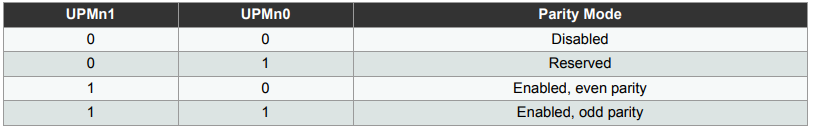 UPMn1 UPMn0 Parity Mode
0 0 Disabled
0 1 Reserved
1 0 Enabled, even parity
1 1 Enabled, odd parity